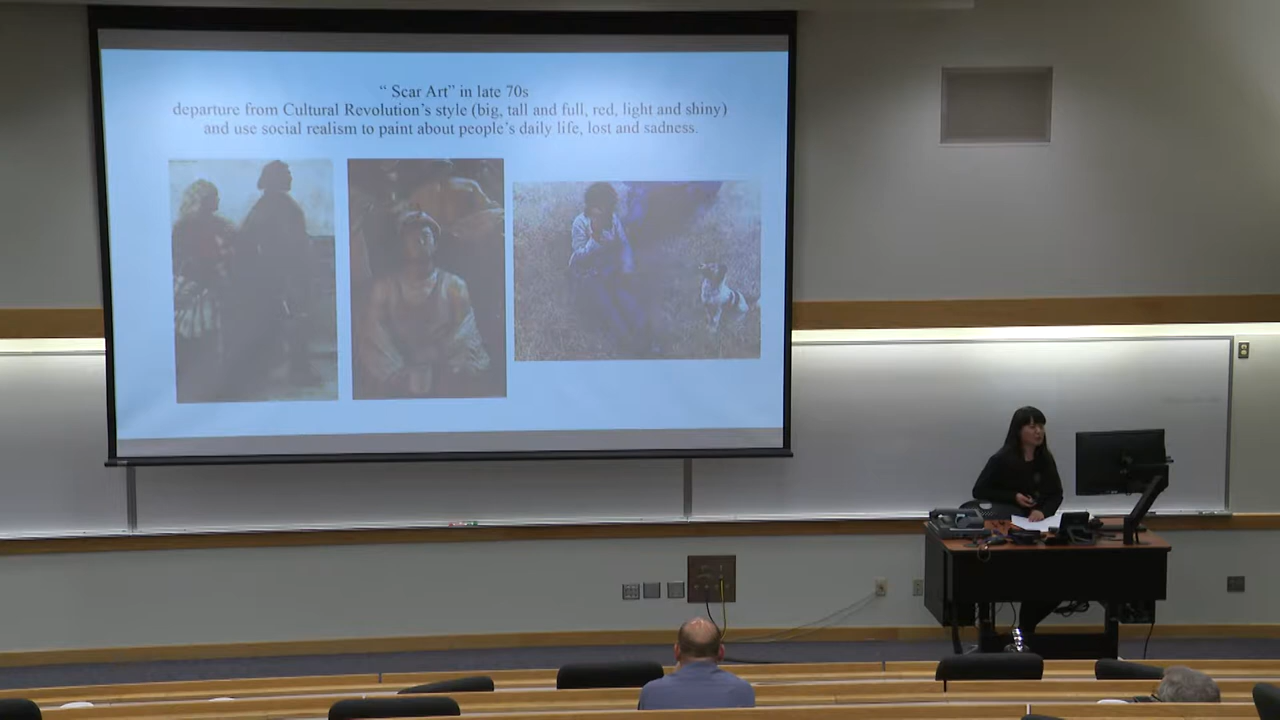 “ Scar Art” in late 70s
departure from Cultural Revolution’s style (big, tall and full, red, light and shiny)
and use social realism to paint about people’s daily life, lost and sadness.